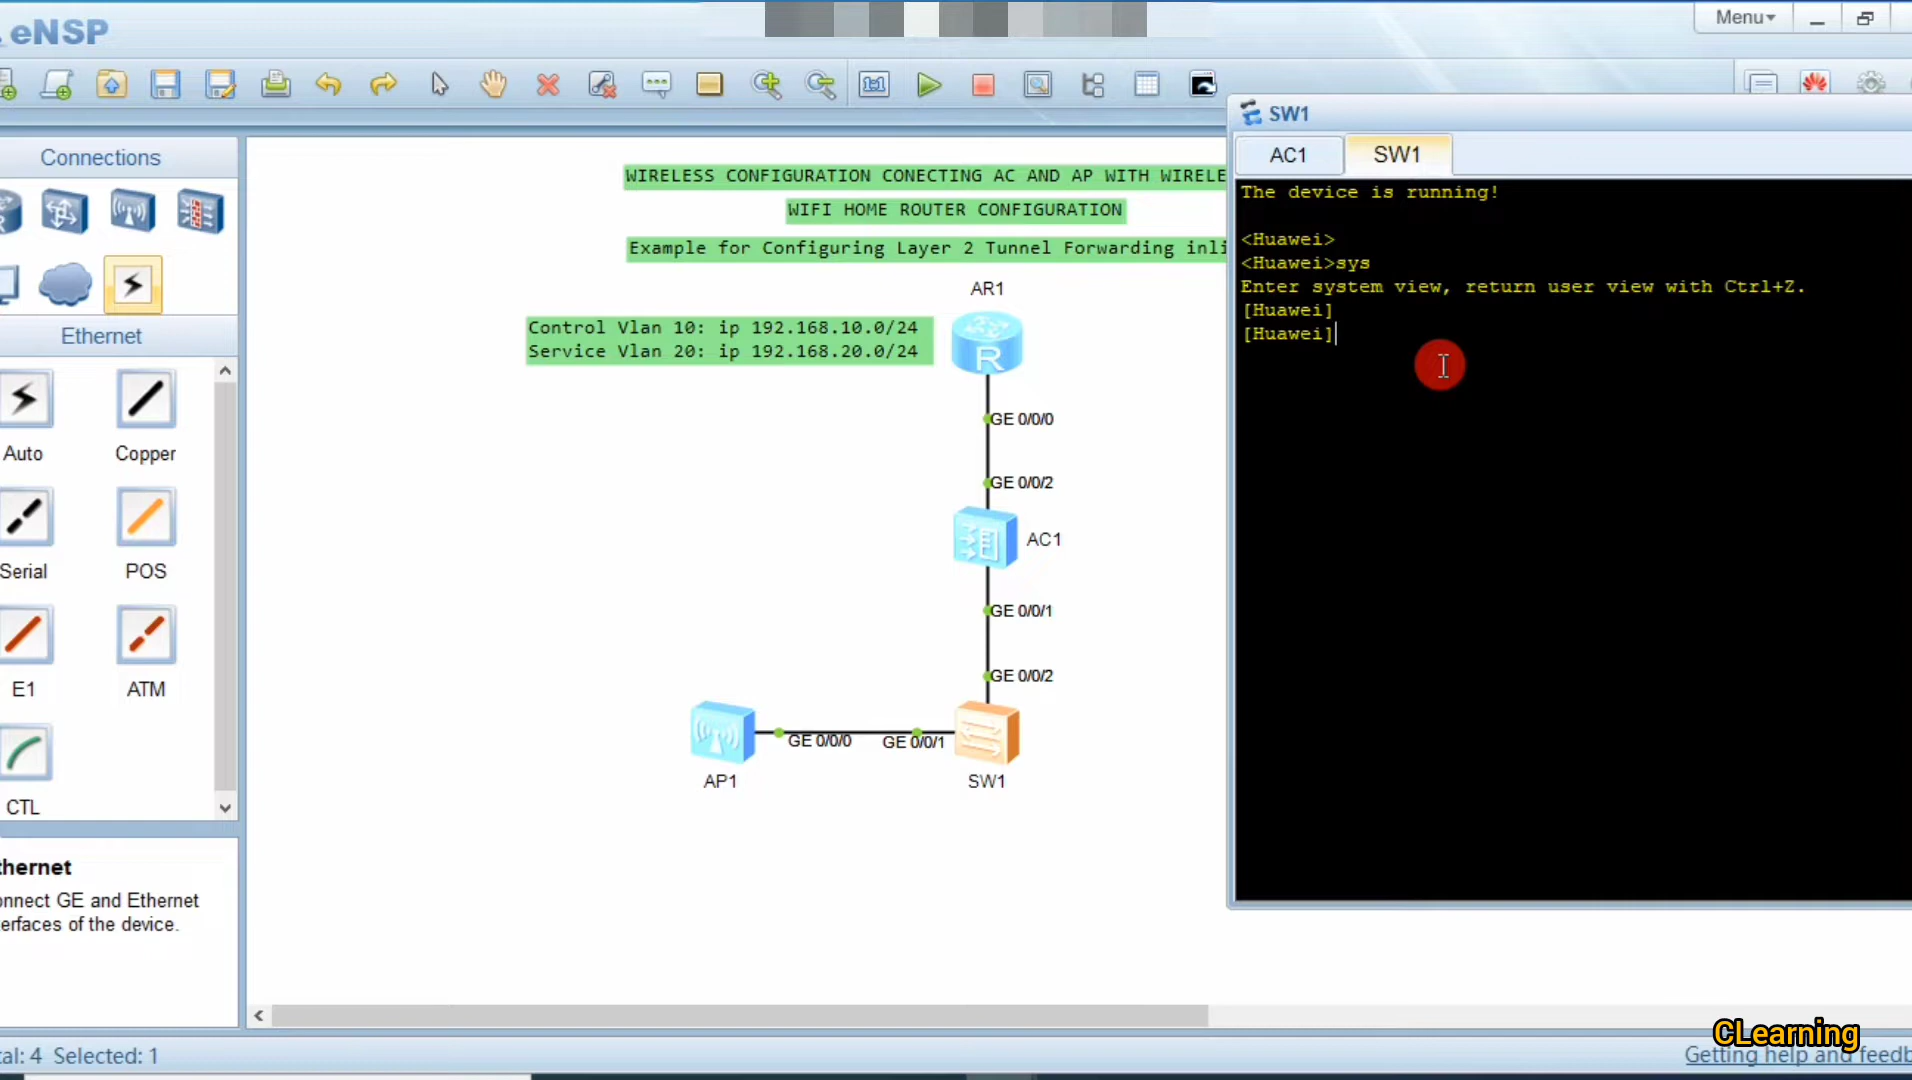 eNSP
Menu
Connections
Ethernet
Auto
Copper
Serial
POS
E1
ATM
CTL
thernet
onnect GE and Ethernet
erfaces of the device.
WIRELESS CONFIGURATION CONECTING AC AND AP WITH WIRELE
WIFI HOME ROUTER CONFIGURATION
Example for Configuring Layer 2 Tunnel Forwarding inli
AR1
Control Vlan 10: ip 192.168.10.0/24
Service Vlan 20: ip 192.168.20.0/24
R
GE 0/0/0
GE 0/0/2
AC1
GE 0/0/1
GE 0/0/2
GE 0/0/0
GE 0/0/1
AP1
SW1
SW1
AC1
SW1
The device is running!
<Huawei>
<Huawei>sys
Enter system view, return user view with Ctrl+Z.
[Huawei]
[Huawei]
CLearning
tal: 4 Selected: 1
Getting help and feedb